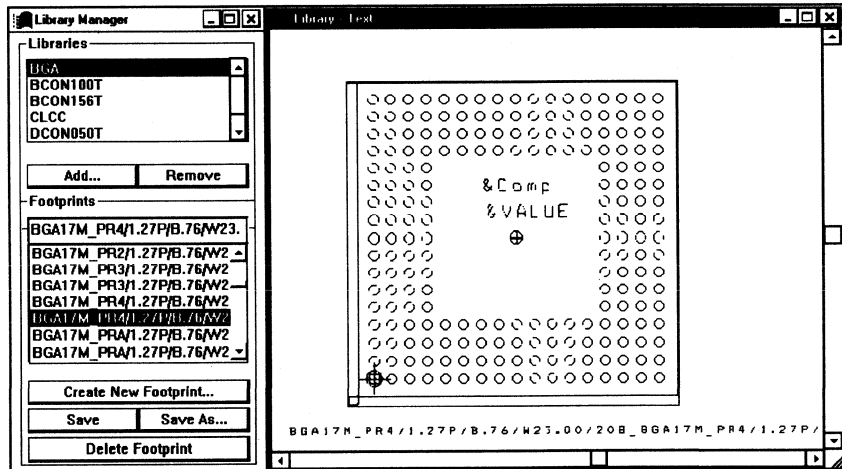 Library Manager
Libraries
BGA
BCON100T
BCON156T
CLCC
DCON050T
Add...
Remove
Footprints
BGA17M_PR4/1.27P/B.76/W23.
BGA17M_PR2/1.27P/B.76/W2
BGA17M_PR3/1.27P/B.76/W2
BGA17M_PR3/1.27P/B.76/W2
BGA17M_PR4/1.27P/B.76/W2
BGA17M_PR4/1.27P/B.76/W2
BGA17M_PRA/1.27P/B.76/W2
BGA17M_PRA/1.27P/B.76/W2
Create New Footprint...
Save
Save As...
Delete Footprint
Library - Text
&Comp
&VALUE
BGA17M_PR4/1.27P/B.76/W23.00/208_BGA17M_PR4/1.27P/